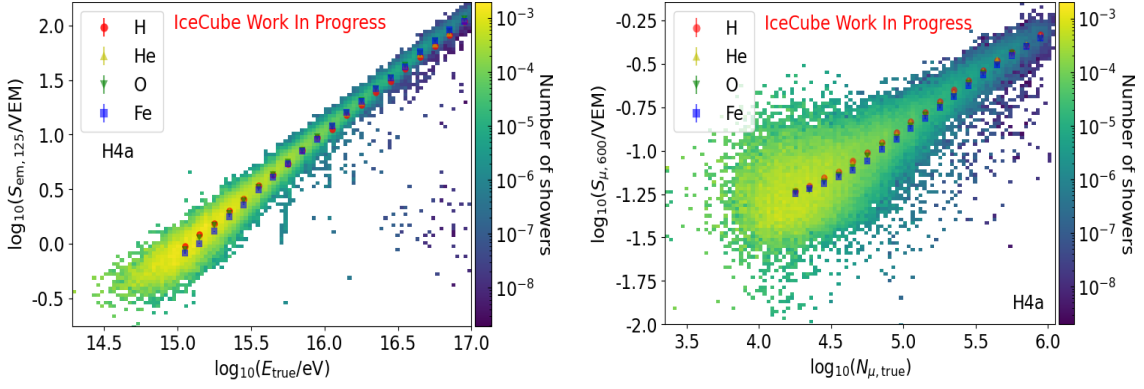 IceCube Work In Progress
H
He
O
Fe
H4a
log10(Sem, 125/VEM)
2.0
1.5
1.0
0.5
0.0
-0.5
14.5 15.0 15.5 16.0 16.5 17.0
log10(Etrue/eV)
10−3
10−4
10−5
10−6
10−7
10−8
Number of showers
IceCube Work In Progress
H
He
O
Fe
H4a
log10(Sμ, 600/VEM)
-0.25
-0.50
-0.75
-1.00
-1.25
-1.50
-1.75
-2.0
3.5 4.0 4.5 5.0 5.5 6.0
log10(Nμ, true)
10−3
10−4
10−5
10−6
10−7
10−8
Number of showers